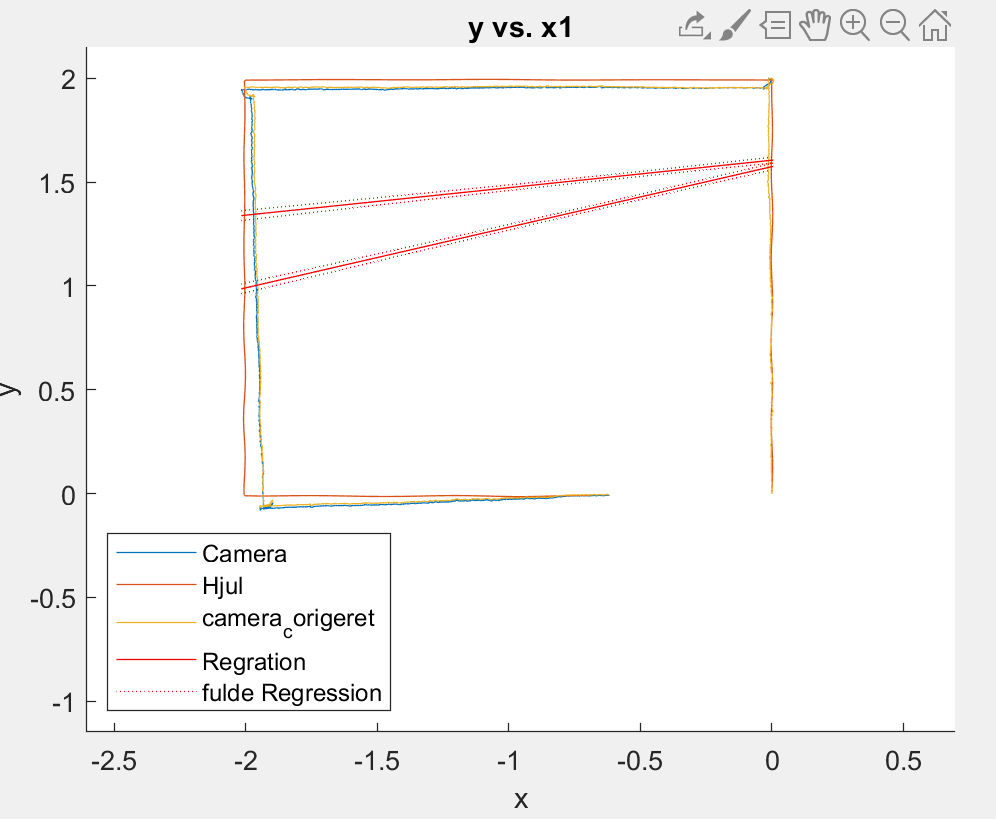 y vs. x1
2
1.5
1
0.5
0
-0.5
-1
y
Camera
Hjul
camera_corigeret
Regration
fulde Regression
-2.5 -2 -1.5 -1 -0.5 0 0.5
x